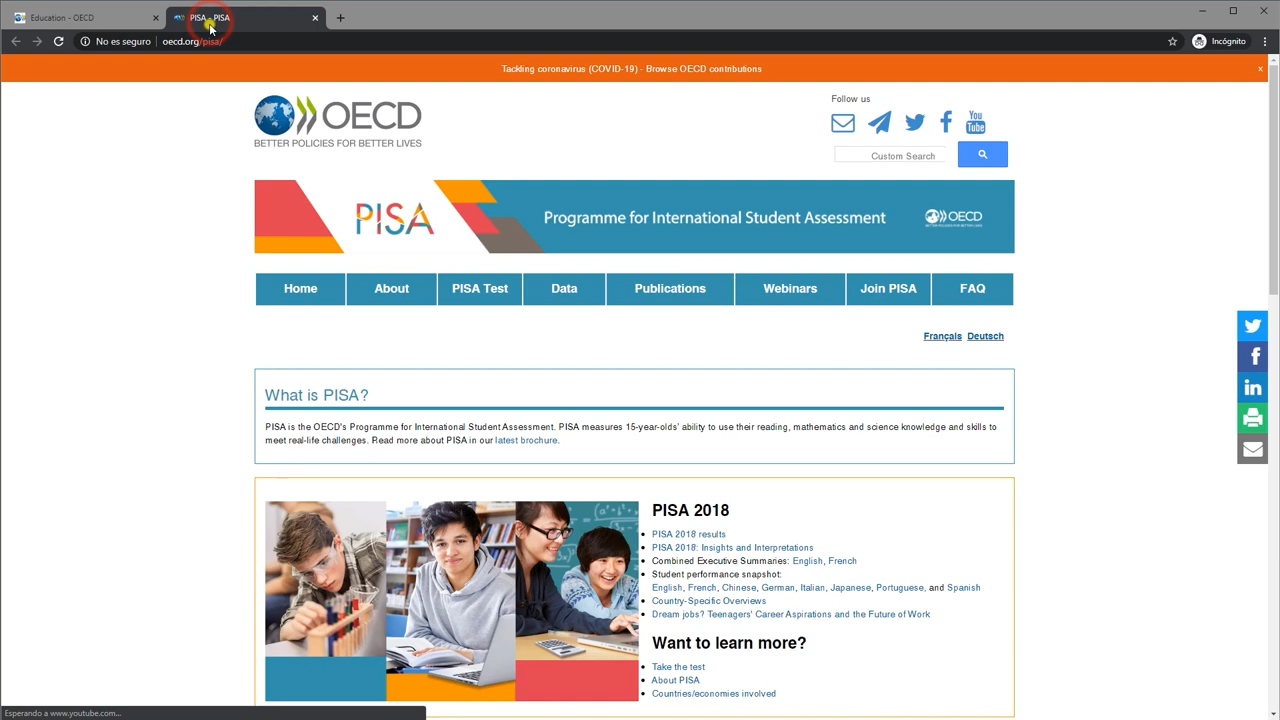 Education - OECD
PISA - PISA
No es seguro
oecd.org/pisa/
Incógnito
Tackling coronavirus (COVID-19) - Browse OECD contributions
x
OECD
BETTER POLICIES FOR BETTER LIVES
Follow us
You Tube
Custom Search
PISA
Programme for International Student Assessment
OECD
BETTER POLICIES FOR BETTER LIVES
Home
About
PISA Test
Data
Publications
Webinars
Join PISA
FAQ
Français Deutsch
What is PISA?
PISA is the OECD's Programme for International Student Assessment. PISA measures 15-year-olds' ability to use their reading, mathematics and science knowledge and skills to
meet real-life challenges. Read more about PISA in our latest brochure.
PISA 2018
PISA 2018 results
PISA 2018: Insights and Interpretations
Combined Executive Summaries: English, French
Student performance snapshot:
English, French, Chinese, German, Italian, Japanese, Portuguese, and Spanish
Country-Specific Overviews
Dream jobs? Teenagers' Career Aspirations and the Future of Work
Want to learn more?
Take the test
About PISA
Countries/economies involved
Esperando a www.youtube.com...